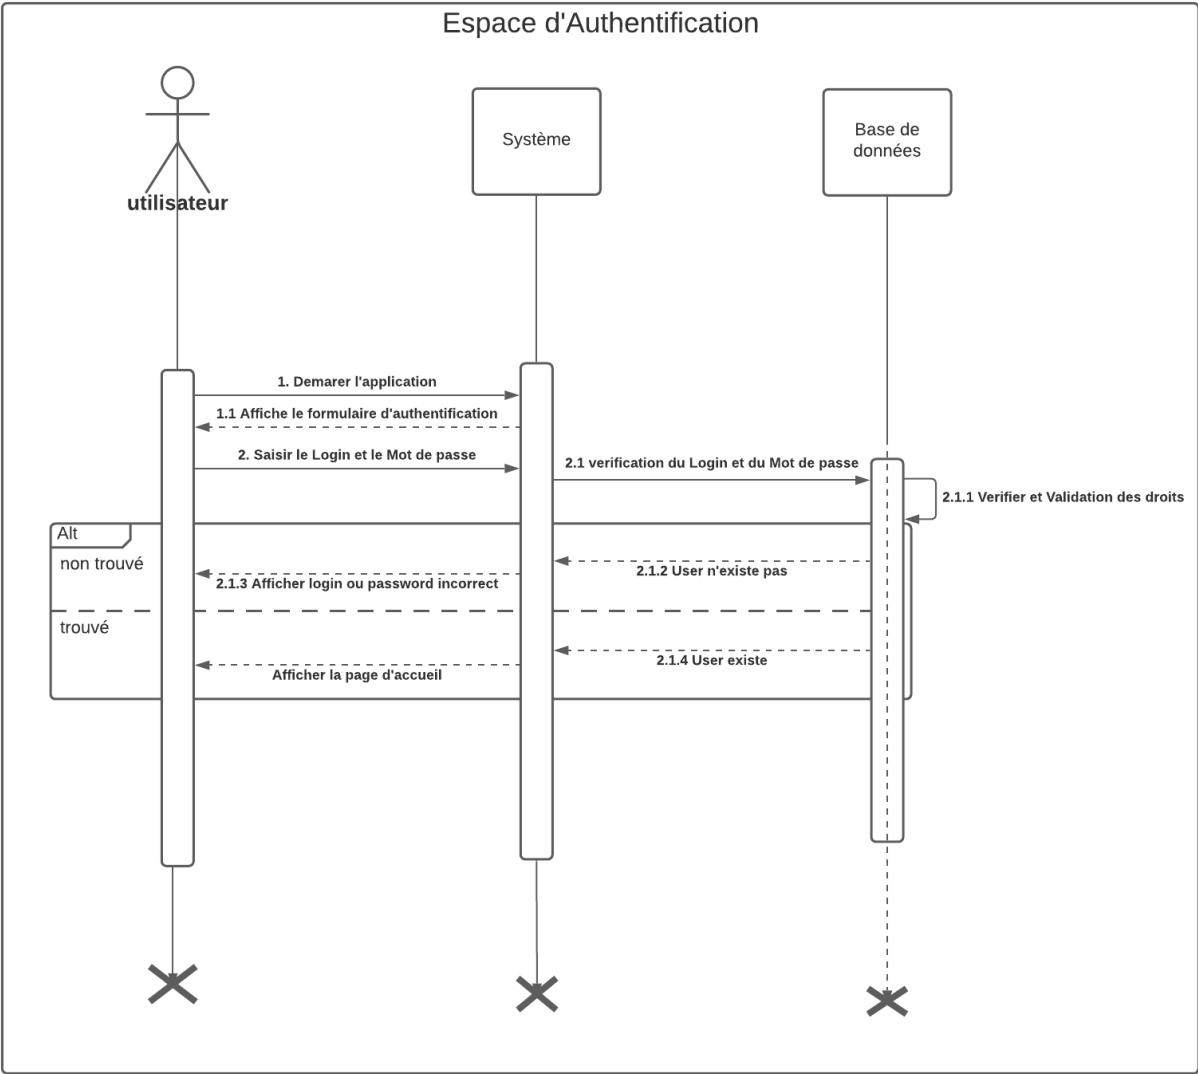 Espace d'Authentification
utilisateur
Système
Base de
données
1. Demarer l'application
1.1 Affiche le formulaire d'authentification
2. Saisir le Login et le Mot de passe
2.1 verification du Login et du Mot de passe
2.1.1 Verifier et Validation des droits
Alt
non trouvé
2.1.2 User n'existe pas
2.1.3 Afficher login ou password incorrect
trouvé
2.1.4 User existe
Afficher la page d'accueil